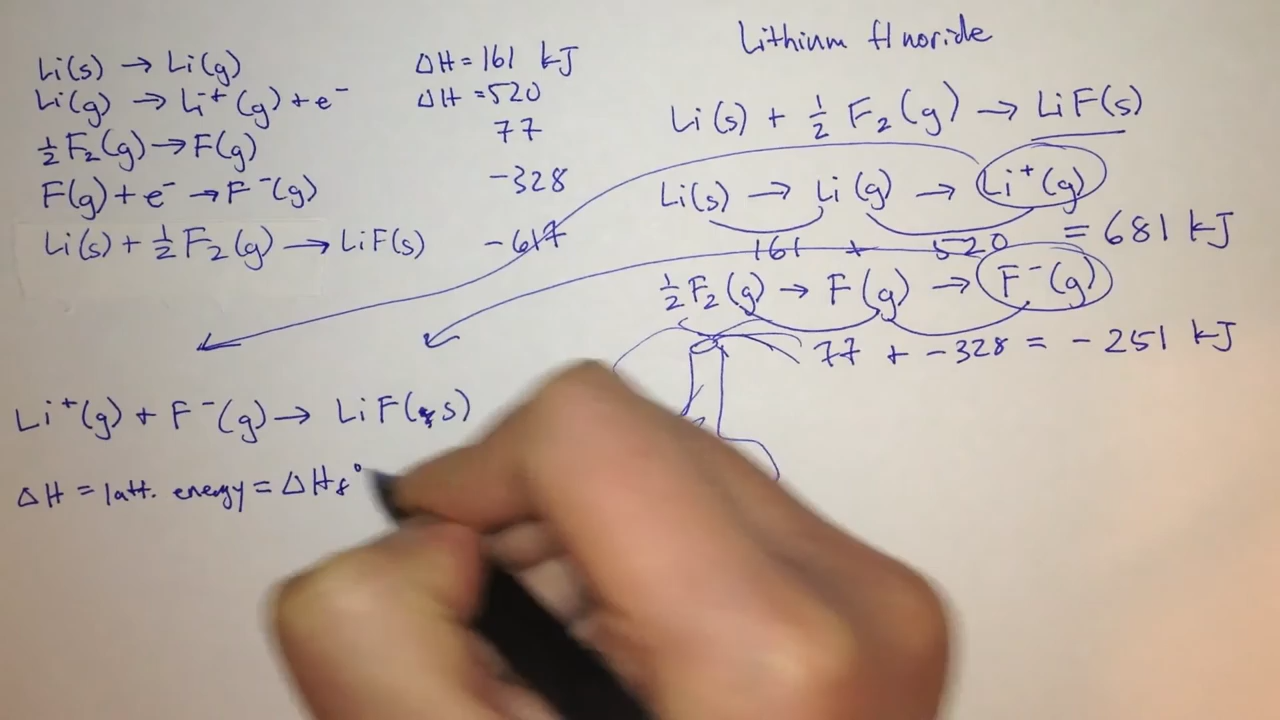 Li(s) → Li(g) ΔH = 161 kJ
Li(g) → Li⁺(g) + e⁻ ΔH = 520
½F₂(g) → F(g) 77
F(g) + e⁻ → F⁻(g) -328
Li(s) + ½F₂(g) → LiF(s) -617
Li⁺(g) + F⁻(g) → LiF(s)
ΔH = latt. energy = ΔHf°
Lithium fluoride
Li(s) + ½ F₂(g) → LiF(s)
Li(s) → Li(g) → Li⁺(g)
161 + 520 = 681 kJ
½F₂(g) → F(g) → F⁻(g)
77 + -328 = -251 kJ